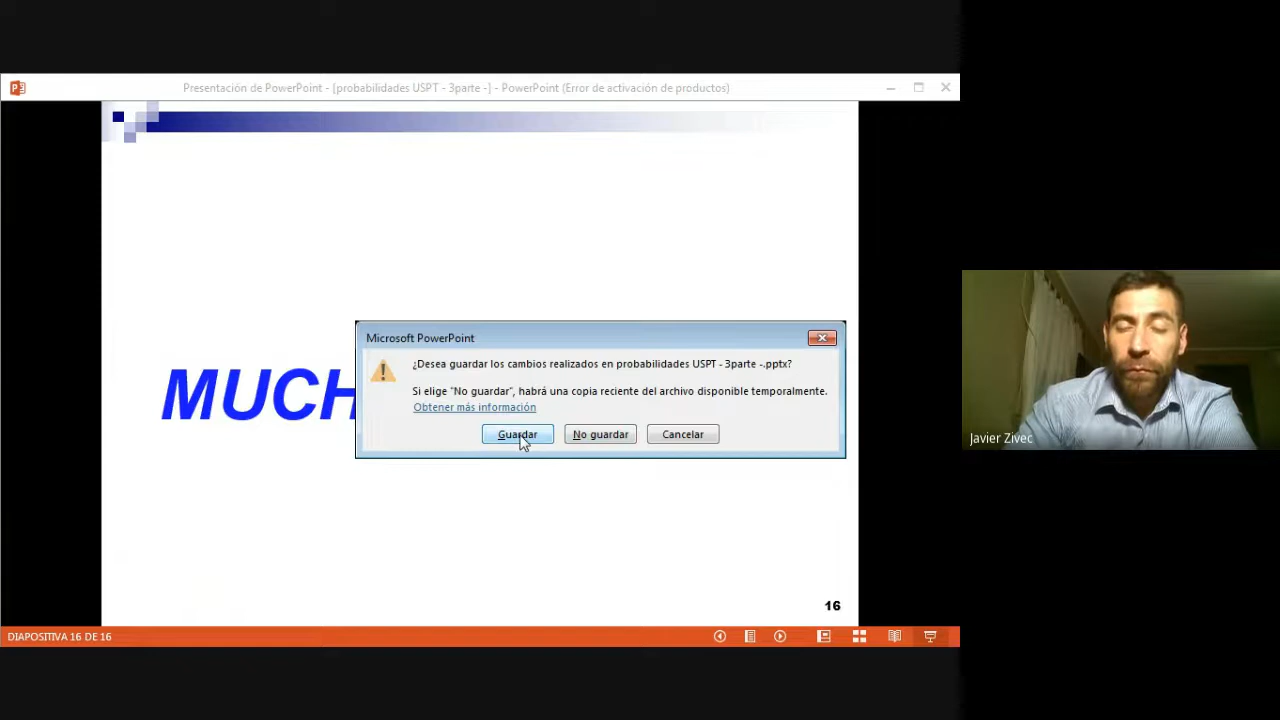 Presentación de PowerPoint - [probabilidades USPT - 3parte -] - PowerPoint (Error de activación de productos)
Microsoft PowerPoint
¿Desea guardar los cambios realizados en probabilidades USPT - 3parte -.pptx?
Si elige "No guardar", habrá una copia reciente del archivo disponible temporalmente.
Obtener más información
Guardar No guardar Cancelar
MUCH
Javier Zivec
16
DIAPOSITIVA 16 DE 16